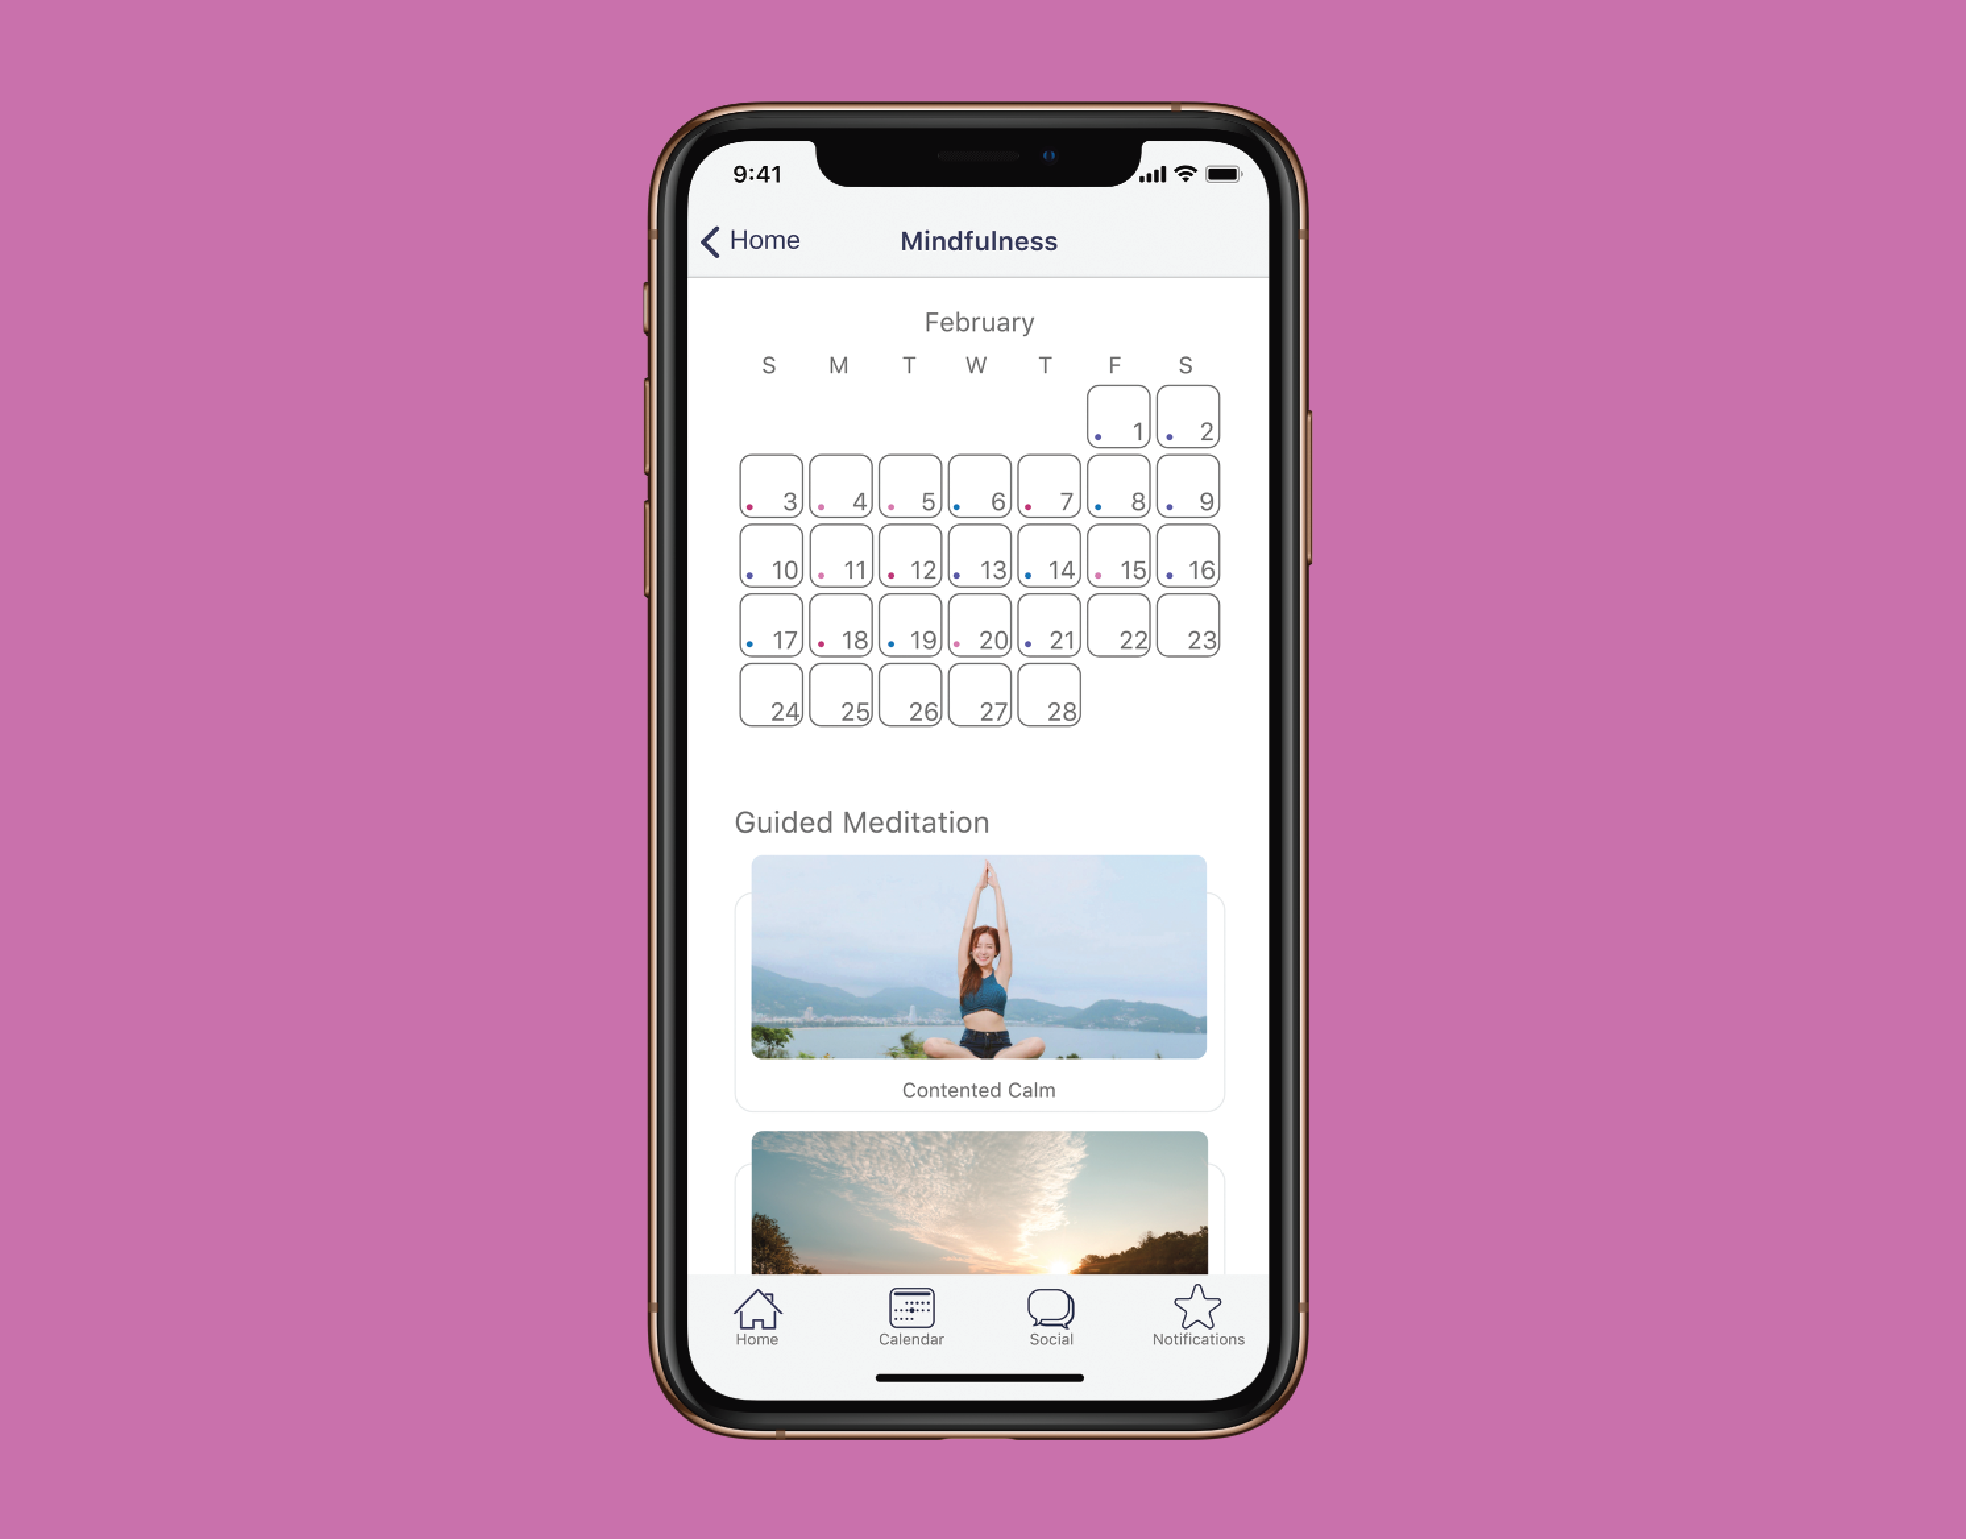 9:41
Home Mindfulness
February
S M T W T F S
1 2
3 4 5 6 7 8 9
10 11 12 13 14 15 16
17 18 19 20 21 22 23
24 25 26 27 28
Guided Meditation
Contented Calm
Home Calendar Social Notifications